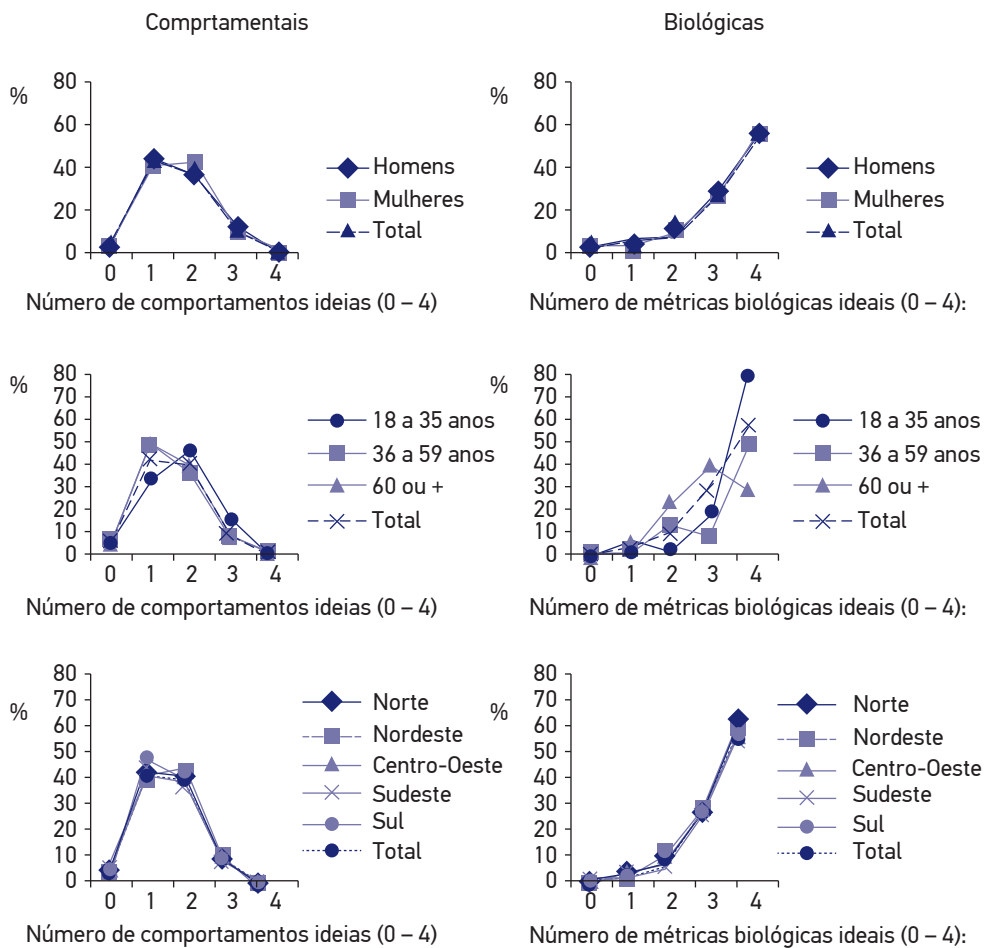 Comprtamentais
%
80
60
40
20
0
0 1 2 3 4
Homens
Mulheres
Total
Número de comportamentos ideias (0 – 4)
Biológicas
%
80
60
40
20
0
0 1 2 3 4
Homens
Mulheres
Total
Número de métricas biológicas ideais (0 – 4):
%
80
70
60
50
40
30
20
10
0
0 1 2 3 4
18 a 35 anos
36 a 59 anos
60 ou +
Total
Número de comportamentos ideias (0 – 4)
%
80
70
60
50
40
30
20
10
0
0 1 2 3 4
18 a 35 anos
36 a 59 anos
60 ou +
Total
Número de métricas biológicas ideais (0 – 4):
%
80
70
60
50
40
30
20
10
0
0 1 2 3 4
Norte
Nordeste
Centro-Oeste
Sudeste
Sul
Total
Número de comportamentos ideias (0 – 4)
%
80
70
60
50
40
30
20
10
0
0 1 2 3 4
Norte
Nordeste
Centro-Oeste
Sudeste
Sul
Total
Número de métricas biológicas ideais (0 – 4):